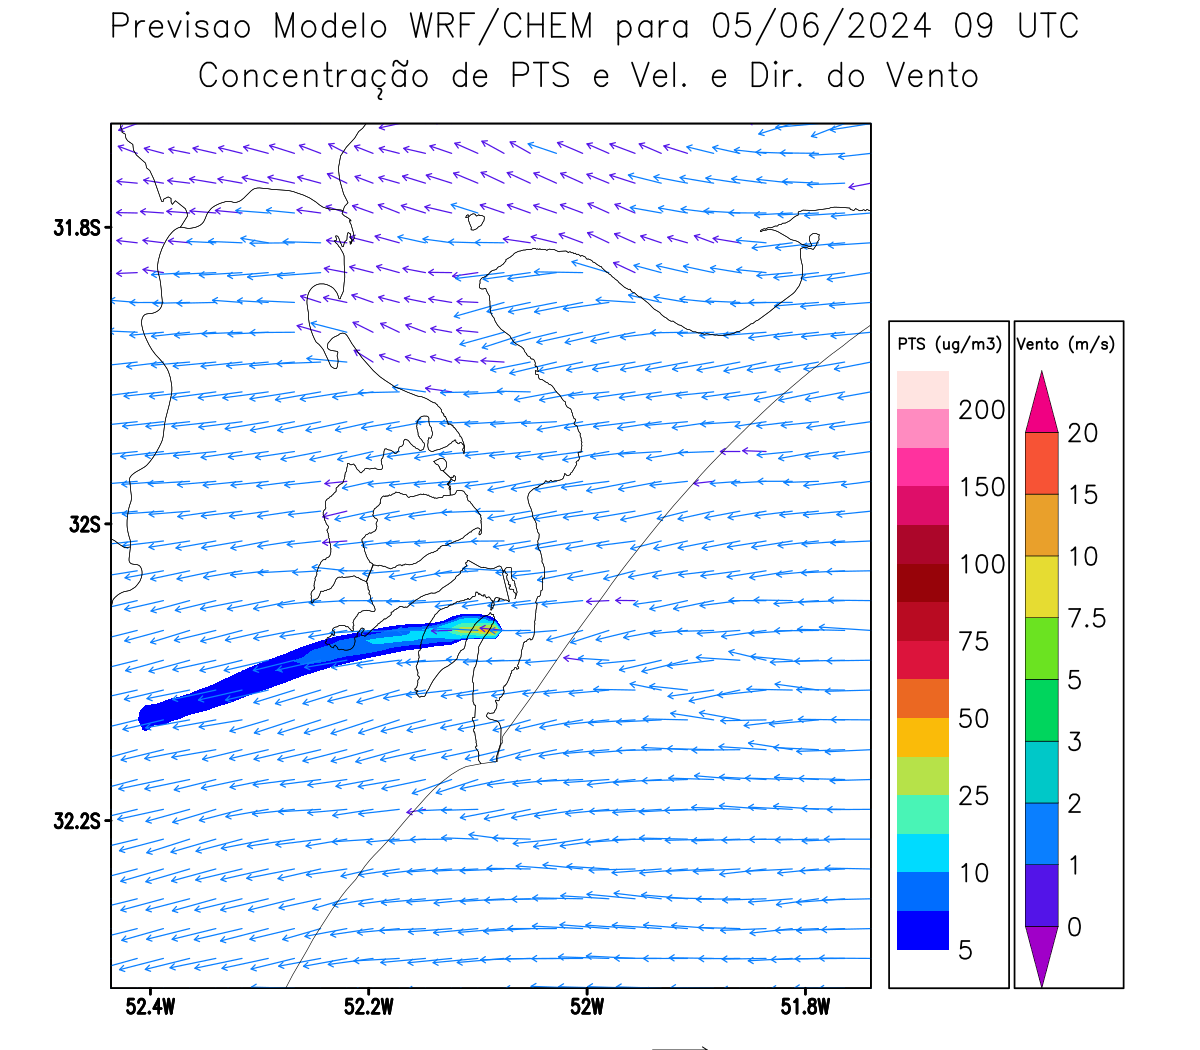 Previsao Modelo WRF/CHEM para 05/06/2024 09 UTC
Concentração de PTS e Vel. e Dir. do Vento
31.8S
32S
32.2S
52.4W
52.2W
52W
51.8W
PTS (ug/m3)
200
150
100
75
50
25
10
5
Vento (m/s)
20
15
10
7.5
5
3
2
1
0